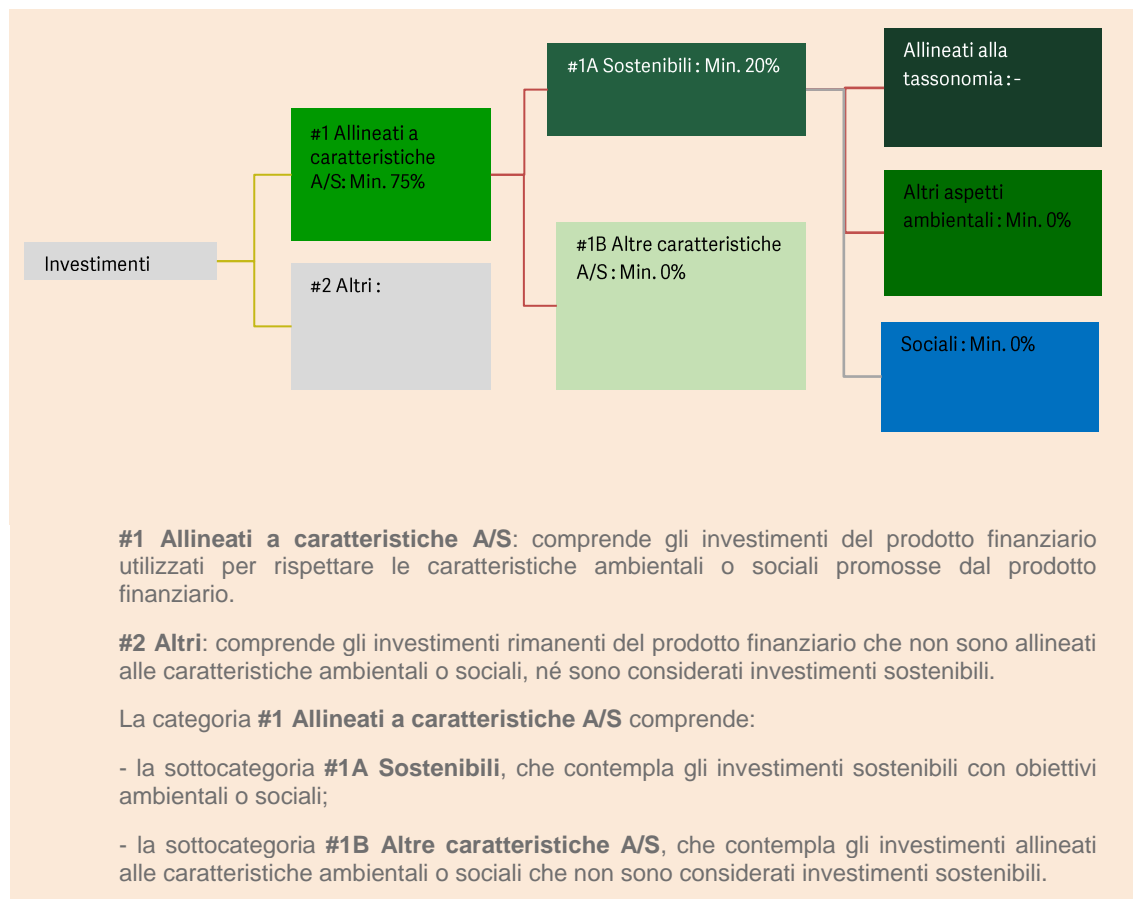 Investimenti
#1 Allineati a
caratteristiche
A/S: Min. 75%
#2 Altri :
#1A Sostenibili : Min. 20%
#1B Altre caratteristiche
A/S : Min. 0%
Allineati alla
tassonomia : -
Altri aspetti
ambientali : Min. 0%
Sociali : Min. 0%
#1 Allineati a caratteristiche A/S: comprende gli investimenti del prodotto finanziario
utilizzati per rispettare le caratteristiche ambientali o sociali promosse dal prodotto
finanziario.
#2 Altri: comprende gli investimenti rimanenti del prodotto finanziario che non sono allineati
alle caratteristiche ambientali o sociali, né sono considerati investimenti sostenibili.
La categoria #1 Allineati a caratteristiche A/S comprende:
- la sottocategoria #1A Sostenibili, che contempla gli investimenti sostenibili con obiettivi
ambientali o sociali;
- la sottocategoria #1B Altre caratteristiche A/S, che contempla gli investimenti allineati
alle caratteristiche ambientali o sociali che non sono considerati investimenti sostenibili.